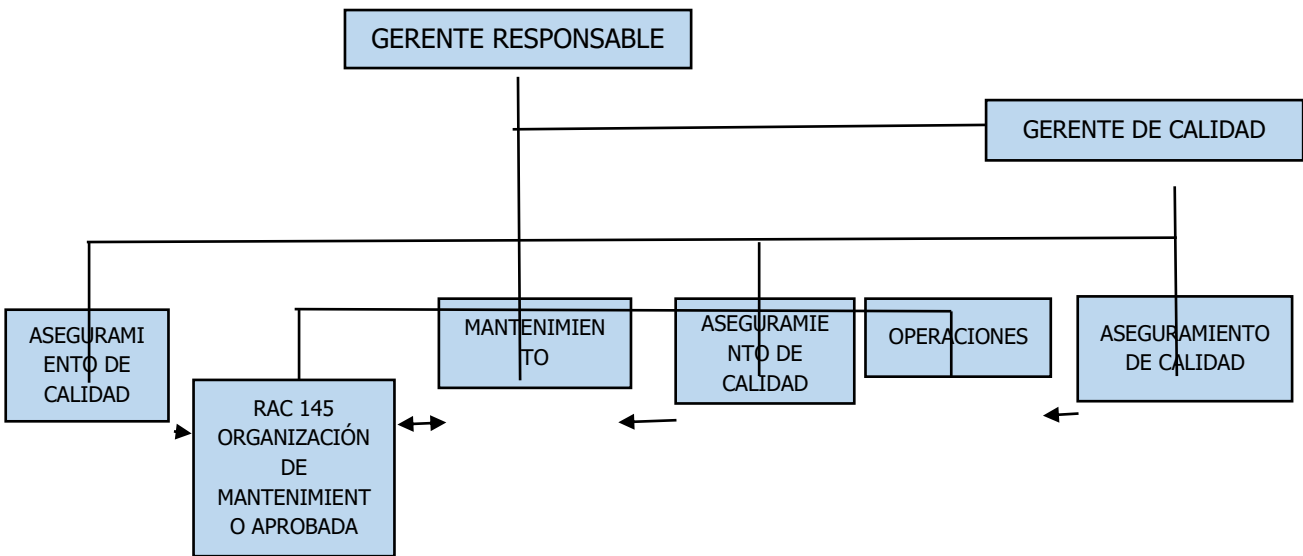 GERENTE RESPONSABLE
GERENTE DE CALIDAD
ASEGURAMI
ENTO DE
CALIDAD
RAC 145
ORGANIZACIÓN
DE
MANTENIMIENT
O APROBADA
MANTENIMIEN
TO
ASEGURAMIE
NTO DE
CALIDAD
OPERACIONES
ASEGURAMIENTO
DE CALIDAD